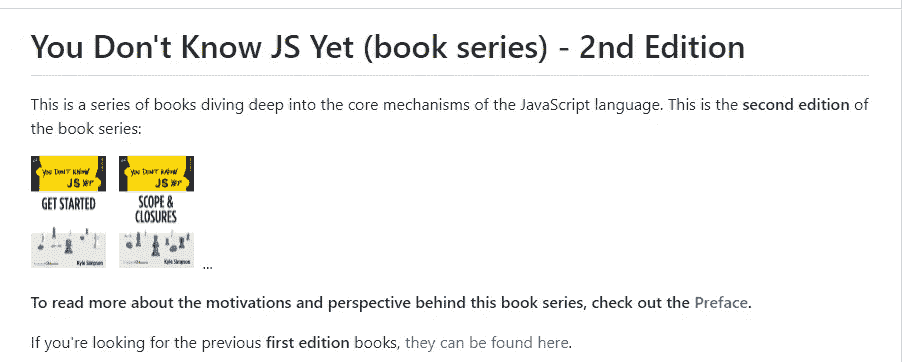 You Don't Know JS Yet (book series) - 2nd Edition
This is a series of books diving deep into the core mechanisms of the JavaScript language. This is the second edition of
the book series:
YOU DON'T KNOW
JS YET
GET STARTED
Kyle Simpson
YOU DON'T KNOW
JS YET
SCOPE &
CLOSURES
Kyle Simpson
...
To read more about the motivations and perspective behind this book series, check out the Preface.
If you're looking for the previous first edition books, they can be found here.